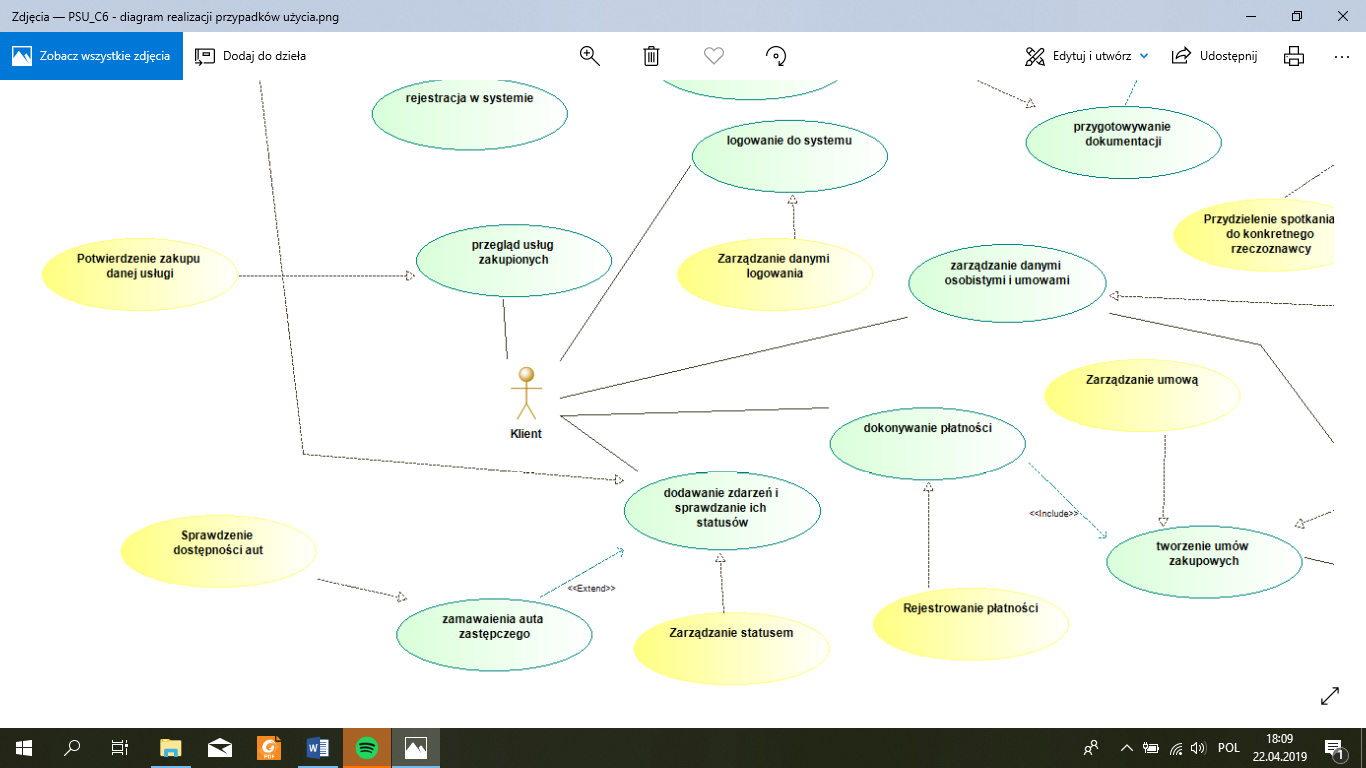 Zdjęcia — PSU_C6 - diagram realizacji przypadków użycia.png
Zobacz wszystkie zdjęcia
Dodaj do dzieła
Edytuj i utwórz
Udostępnij
rejestracja w systemie
logowanie do systemu
przygotowywanie
dokumentacji
Przydzielenie spotkania
do konkretnego
rzeczoznawcy
przegląd usług
zakupionych
Potwierdzenie zakupu
danej usługi
Zarządzanie danymi
logowania
zarządzanie danymi
osobistymi i umowami
Zarządzanie umową
Klient
dokonywanie płatności
dodawanie zdarzeń i
sprawdzanie ich
statusów
<<Include>>
Sprawdzenie
dostępności aut
tworzenie umów
zakupowych
<<Extend>>
zamawaienia auta
zastępczego
Zarządzanie statusem
Rejestrowanie płatności
PDF
POL
18:09
22.04.2019
1